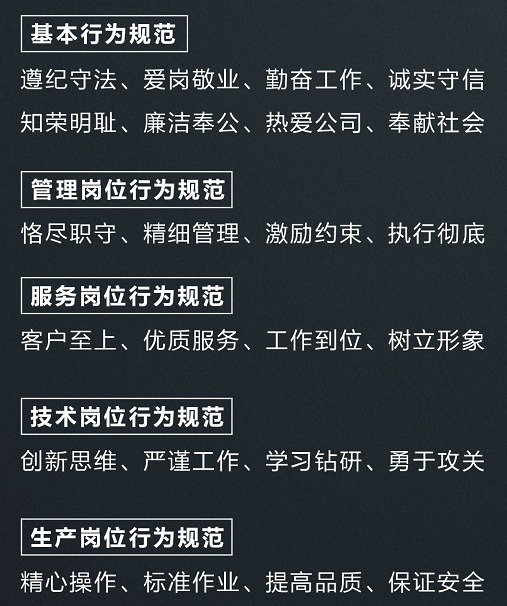 基本行为规范
遵纪守法、爱岗敬业、勤奋工作、诚实守信
知荣明耻、廉洁奉公、热爱公司、奉献社会
管理岗位行为规范
恪尽职守、精细管理、激励约束、执行彻底
服务岗位行为规范
客户至上、优质服务、工作到位、树立形象
技术岗位行为规范
创新思维、严谨工作、学习钻研、勇于攻关
生产岗位行为规范
精心操作、标准作业、提高品质、保证安全